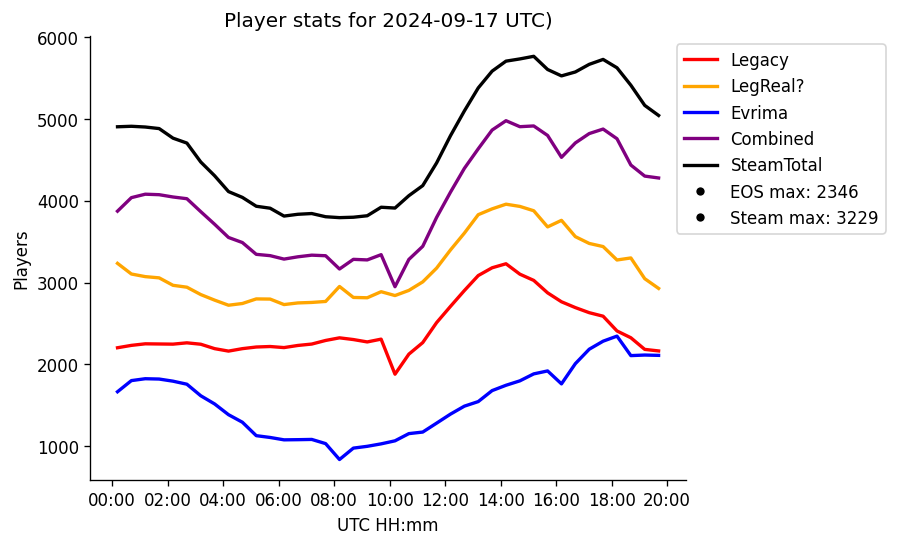 Player stats for 2024-09-17 UTC)
6000
5000
4000
3000
2000
1000
Players
00:00 02:00 04:00 06:00 08:00 10:00 12:00 14:00 16:00 18:00 20:00
UTC HH:mm
Legacy
LegReal?
Evrima
Combined
SteamTotal
EOS max: 2346
Steam max: 3229